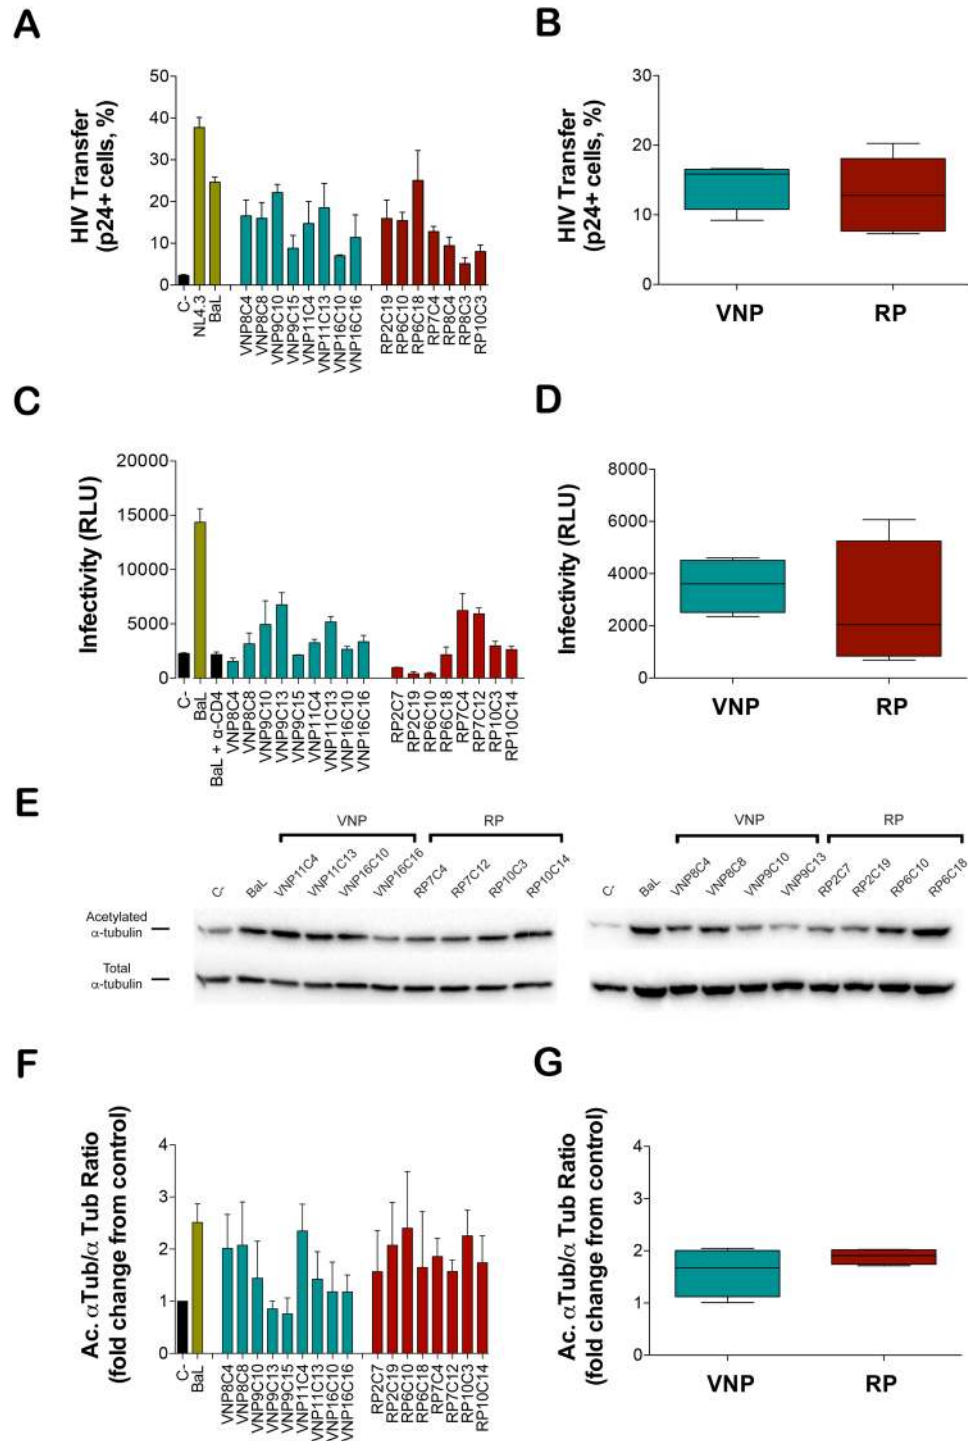 A
HIV Transfer
(p24+ cells, %)
50
40
30
20
10
0
C-
NL4.3
BaL
VNP8C4
VNP8C8
VNP9C10
VNP9C15
VNP11C4
VNP11C13
VNP16C10
VNP16C16
RP2C19
RP6C10
RP6C18
RP7C4
RP8C4
RP8C3
RP10C3
B
HIV Transfer
(p24+ cells, %)
30
20
10
0
VNP
RP
C
Infectivity (RLU)
20000
15000
10000
5000
0
C-
BaL
BaL + α-CD4
VNP8C4
VNP8C8
VNP9C10
VNP9C13
VNP9C15
VNP11C4
VNP11C13
VNP16C10
VNP16C16
RP2C7
RP2C19
RP6C10
RP6C18
RP7C4
RP7C12
RP10C3
RP10C14
D
Infectivity (RLU)
8000
6000
4000
2000
0
VNP
RP
E
VNP
RP
C-
BaL
VNP11C4
VNP11C13
VNP16C10
VNP16C16
RP7C4
RP7C12
RP10C3
RP10C14
VNP
RP
C-
BaL
VNP8C4
VNP8C8
VNP9C10
VNP9C13
RP2C7
RP2C19
RP6C10
RP6C18
Acetylated
α-tubulin
Total
α-tubulin
F
Ac. αTub/α Tub Ratio
(fold change from control)
4
3
2
1
0
C-
BaL
VNP8C4
VNP8C8
VNP9C10
VNP9C13
VNP9C15
VNP11C4
VNP11C13
VNP16C10
VNP16C16
RP2C7
RP2C19
RP6C10
RP6C18
RP7C4
RP7C12
RP10C3
RP10C14
G
Ac. αTub/α Tub Ratio
(fold change from control)
4
3
2
1
0
VNP
RP